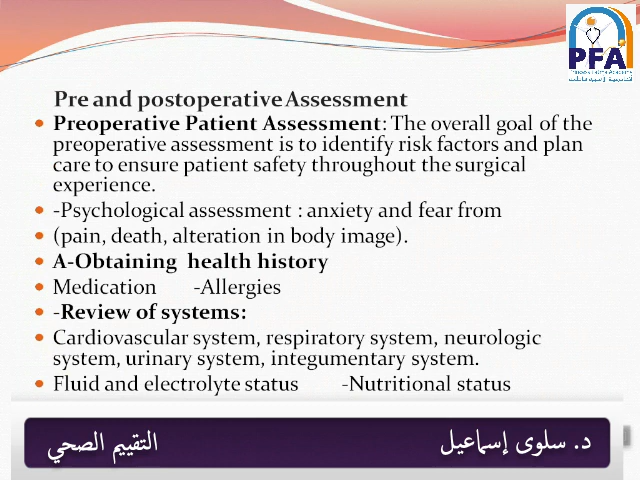 PFA
Princess Fatma Academy
Pre and postoperative Assessment
Preoperative Patient Assessment: The overall goal of the
preoperative assessment is to identify risk factors and plan
care to ensure patient safety throughout the surgical
experience.
-Psychological assessment : anxiety and fear from
(pain, death, alteration in body image).
A-Obtaining health history
Medication -Allergies
-Review of systems:
Cardiovascular system, respiratory system, neurologic
system, urinary system, integumentary system.
Fluid and electrolyte status -Nutritional status
د. سلوى إسماعيل
التقييم الصحي